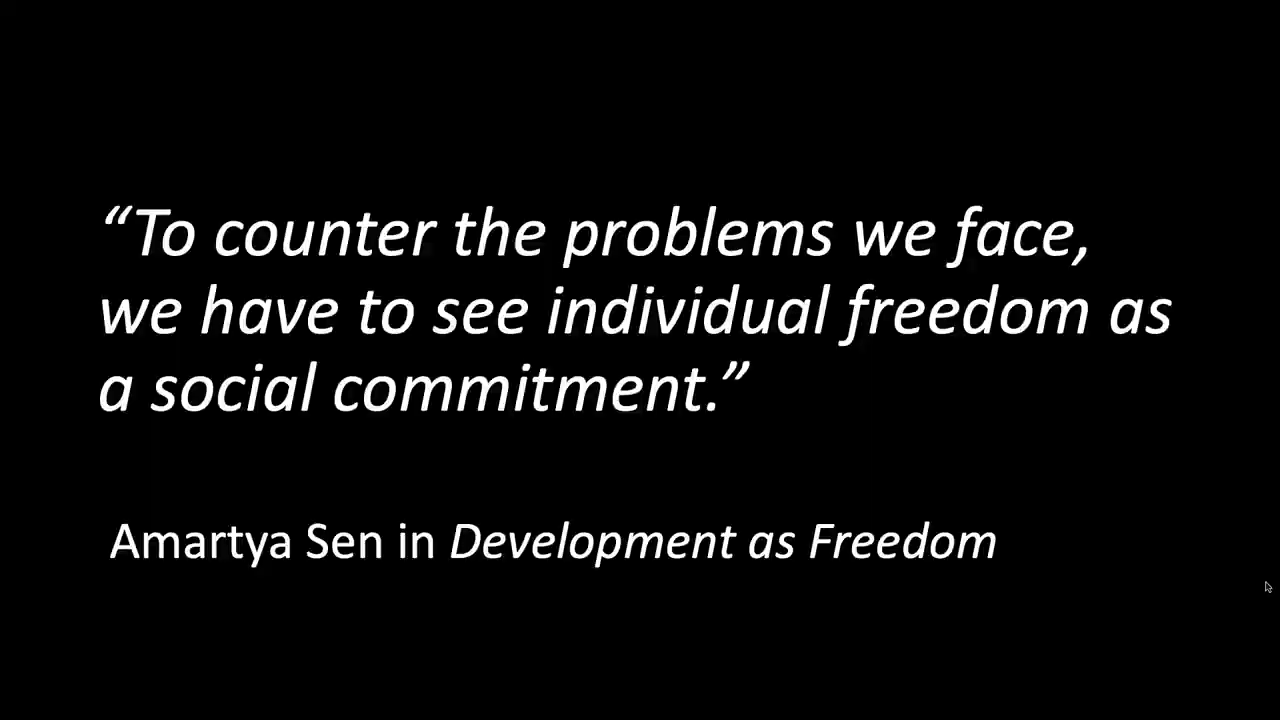 “To counter the problems we face,
we have to see individual freedom as
a social commitment.”
Amartya Sen in Development as Freedom